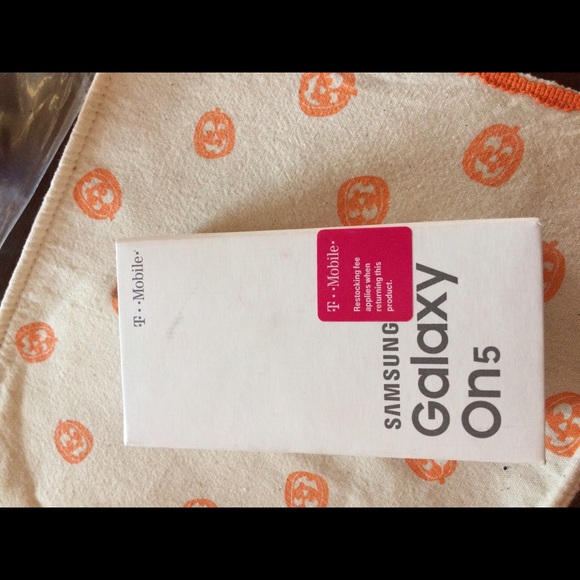 T··Mobile·
T··Mobile·
Restocking fee
applies when
returning this
product.
SAMSUNG
Galaxy
On5